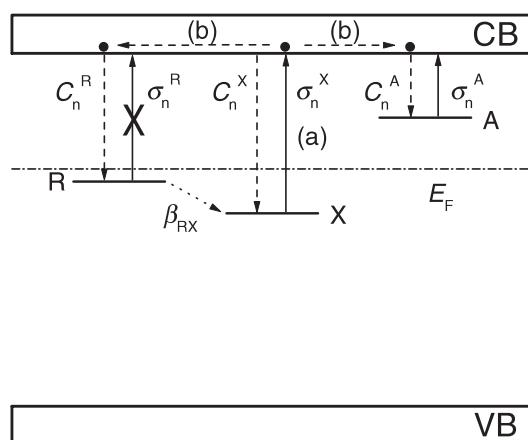 (b) (b) CB
C_n^R σ_n^R C_n^X σ_n^X C_n^A σ_n^A
X (a) A
R E_F
β_RX X
VB